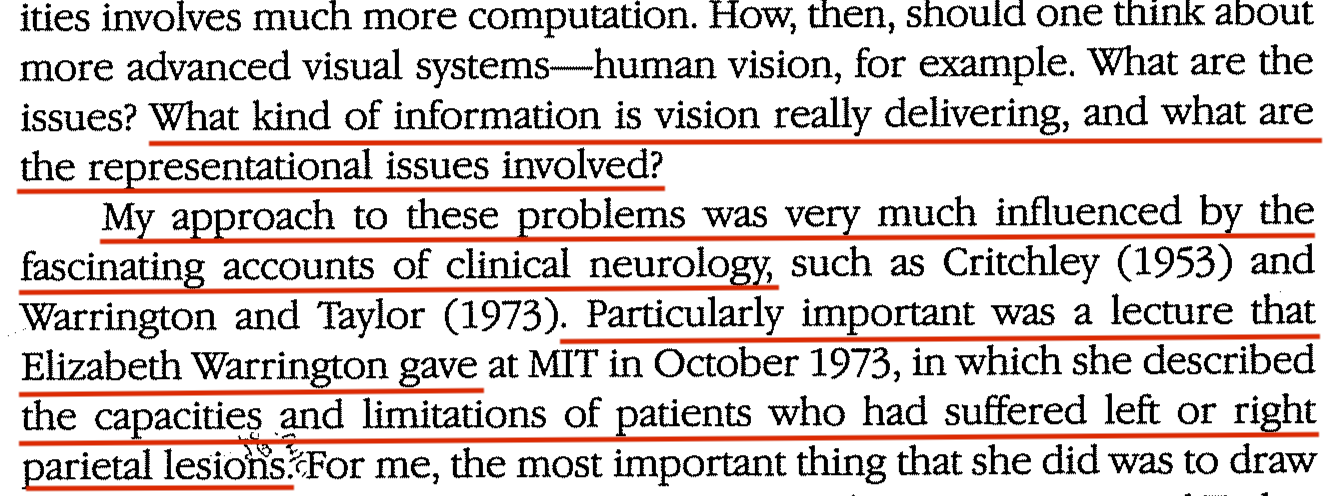 ities involves much more computation. How, then, should one think about
more advanced visual systems—human vision, for example. What are the
issues? What kind of information is vision really delivering, and what are
the representational issues involved?
My approach to these problems was very much influenced by the
fascinating accounts of clinical neurology, such as Critchley (1953) and
Warrington and Taylor (1973). Particularly important was a lecture that
Elizabeth Warrington gave at MIT in October 1973, in which she described
the capacities and limitations of patients who had suffered left or right
parietal lesions. For me, the most important thing that she did was to draw